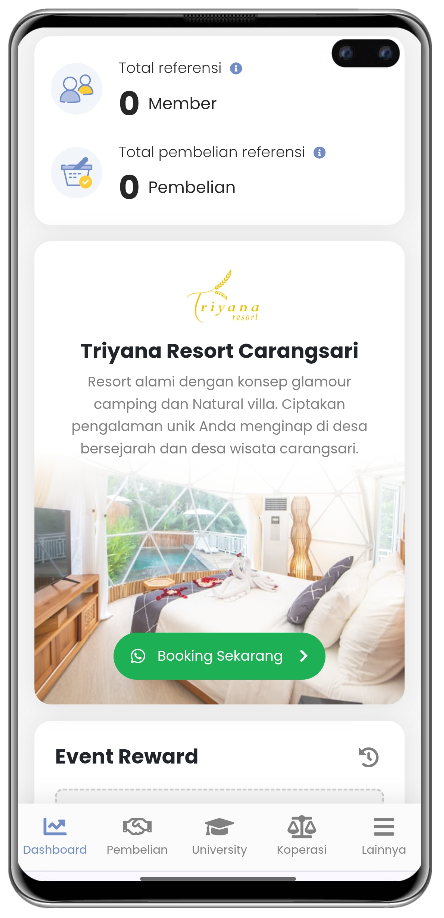 Total referensi
0 Member
Total pembelian referensi
0 Pembelian
Triyana
resort
Triyana Resort Carangsari
Resort alami dengan konsep glamour
camping dan Natural villa. Ciptakan
pengalaman unik Anda menginap di desa
bersejarah dan desa wisata carangsari.
Booking Sekarang
Event Reward
Dashboard
Pembelian
University
Koperasi
Lainnya